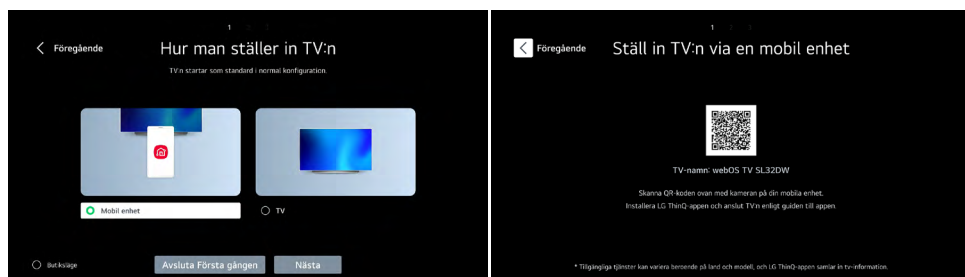 1
Föregående
Hur man ställer in TV:n
TV:n startar som standard i normal konfiguration.
Mobil enhet
TV
Butiksläge
Avsluta Första gången
Nästa
1
Föregående
Ställ in TV:n via en mobil enhet
TV-namn: webOS TV SL32DW
Skanna QR-koden ovan med kameran på din mobila enhet.
Installera LG ThinQ-appen och anslut TV:n enligt guiden till appen.
* Tillgängliga tjänster kan variera beroende på land och modell, och LG ThinQ-appen samlar in tv-information.